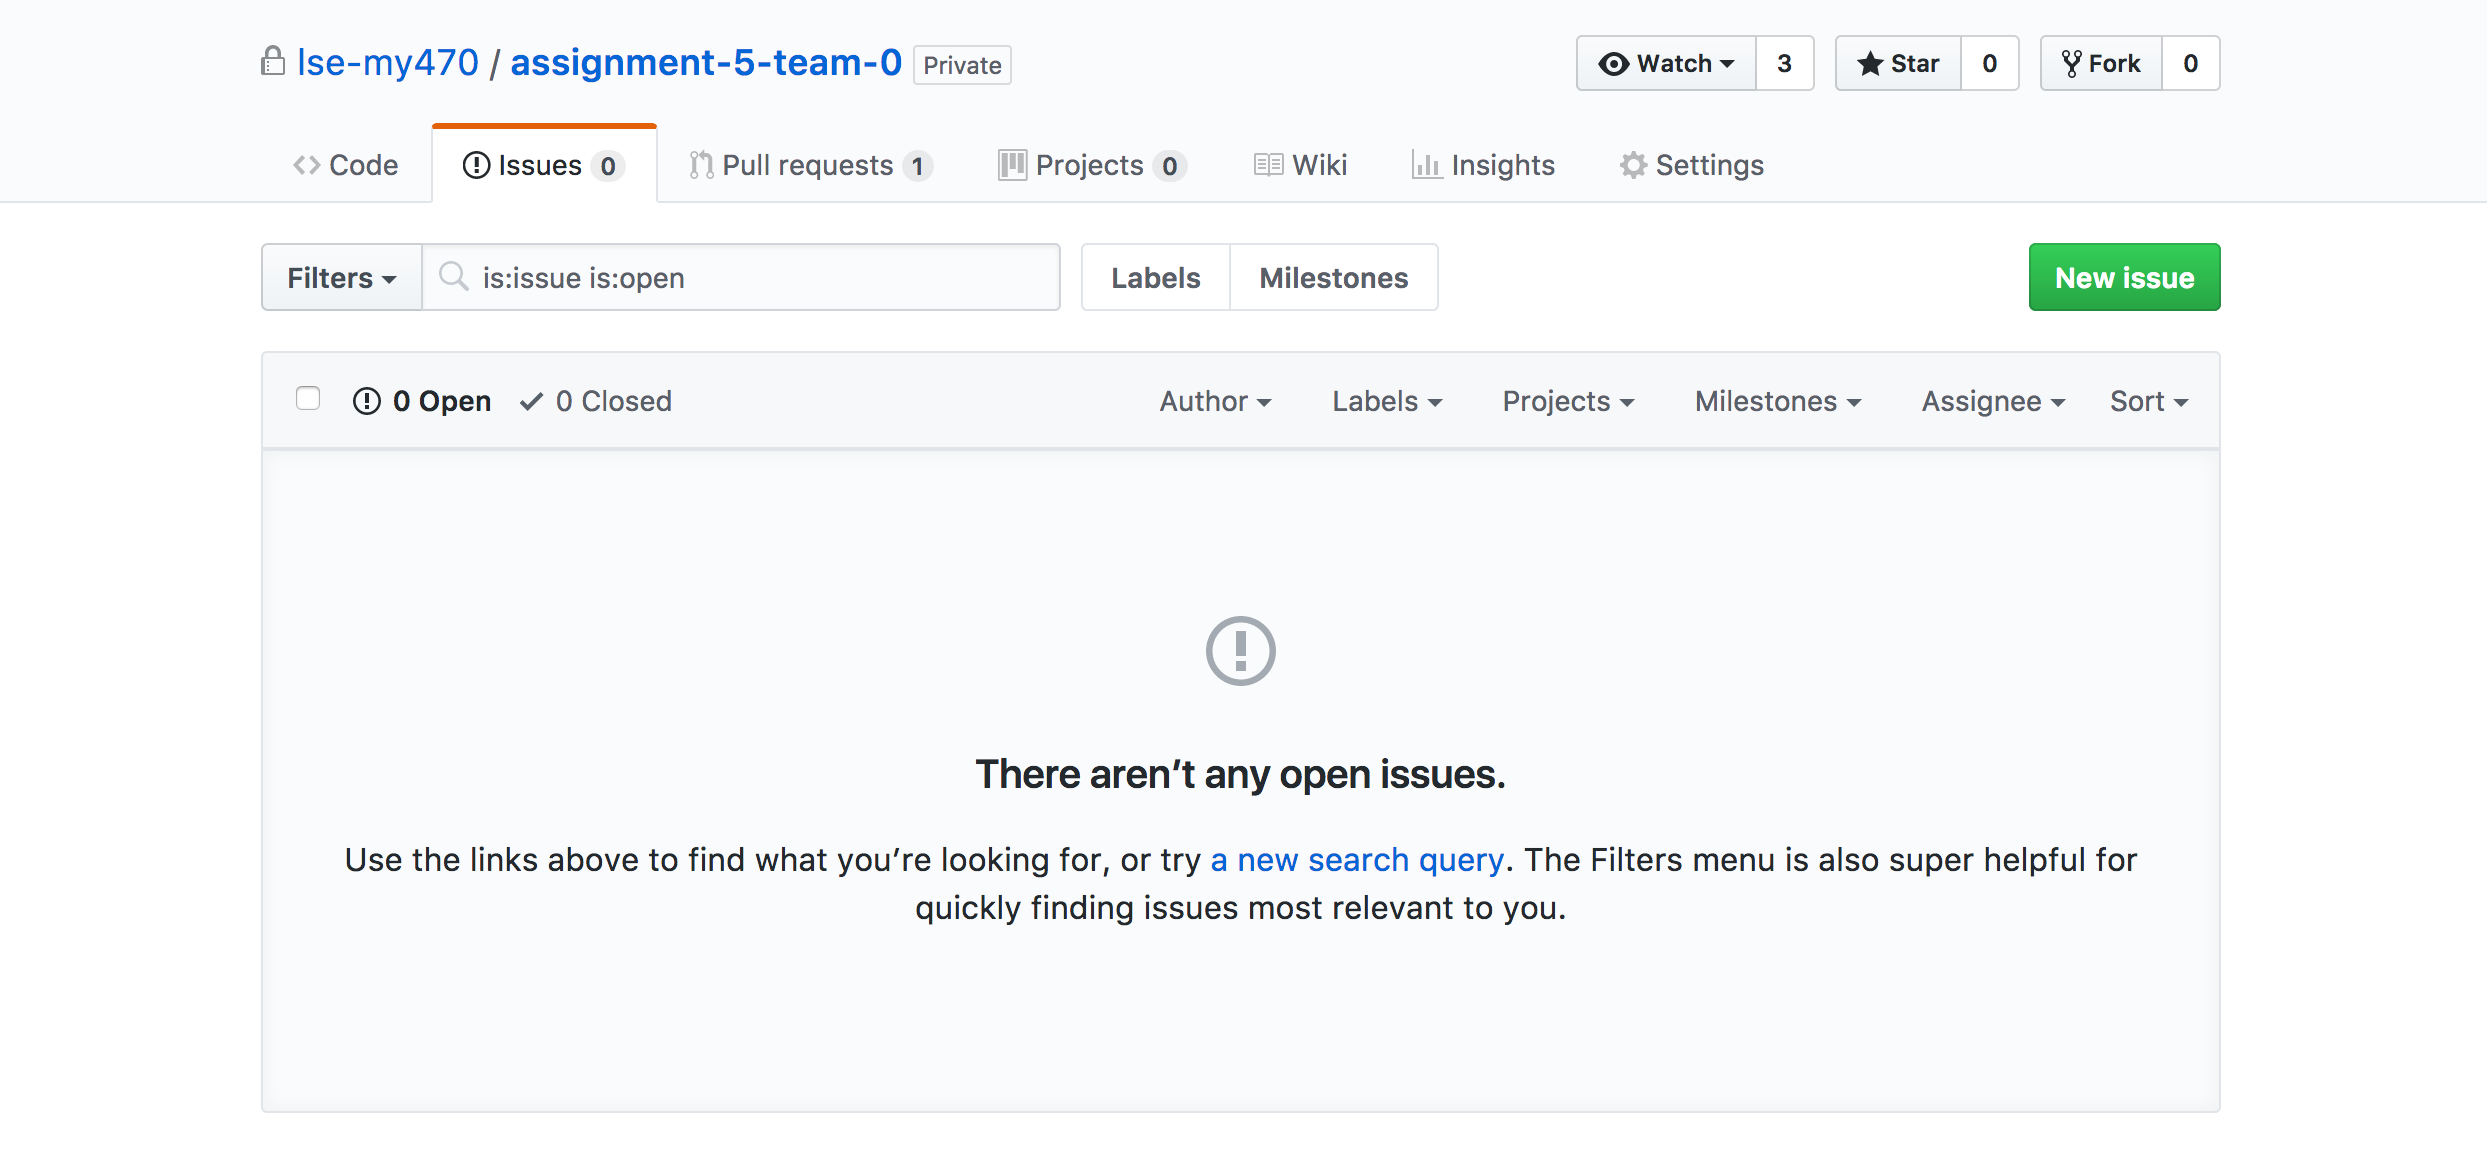 lse-my470 / assignment-5-team-0 Private Watch 3 Star 0 Fork 0
Code Issues 0 Pull requests 1 Projects 0 Wiki Insights Settings
Filters is:issue is:open Labels Milestones New issue
0 Open 0 Closed Author Labels Projects Milestones Assignee Sort
There aren’t any open issues.
Use the links above to find what you’re looking for, or try a new search query. The Filters menu is also super helpful for
quickly finding issues most relevant to you.